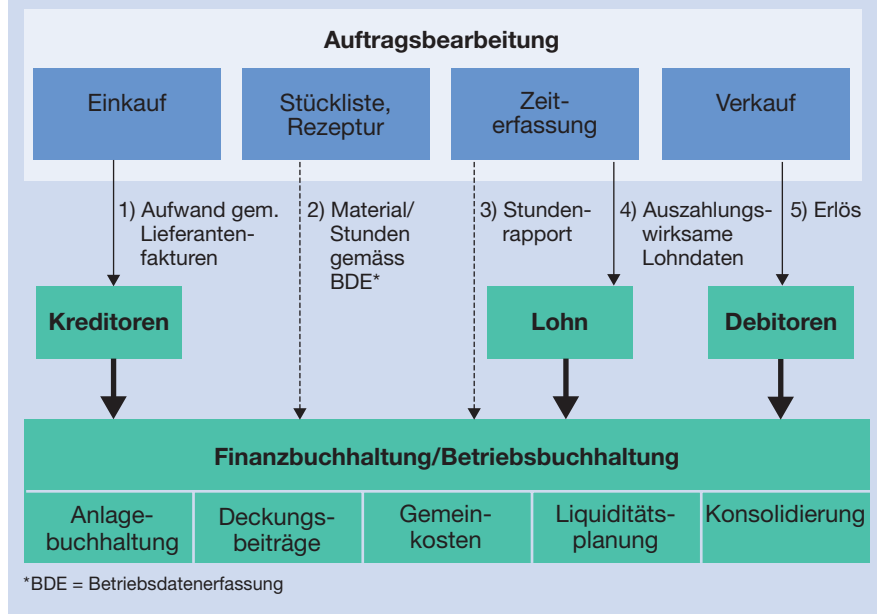 Auftragsbearbeitung
Einkauf
Stückliste,
Rezeptur
Zeit-
erfassung
Verkauf
1) Aufwand gem.
Lieferanten-
fakturen
2) Material/
Stunden
gemäss
BDE*
3) Stunden-
rapport
4) Auszahlungs-
wirksame
Lohndaten
5) Erlös
Kreditoren
Lohn
Debitoren
Finanzbuchhaltung/Betriebsbuchhaltung
Anlage-
buchhaltung
Deckungs-
beiträge
Gemein-
kosten
Liquiditäts-
planung
Konsolidierung
*BDE = Betriebsdatenerfassung